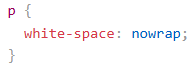 p {
  white-space: nowrap;
}